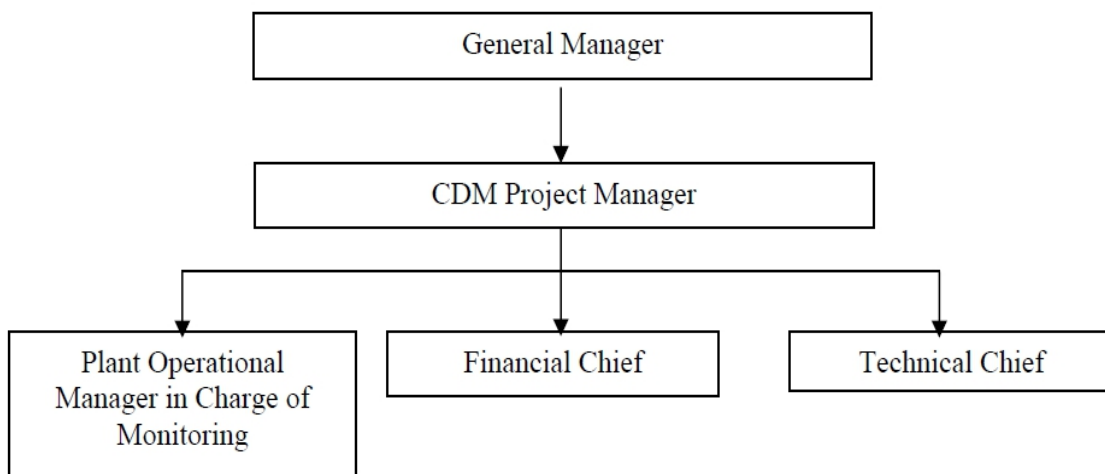 General Manager
CDM Project Manager
Plant Operational
Manager in Charge of
Monitoring
Financial Chief
Technical Chief